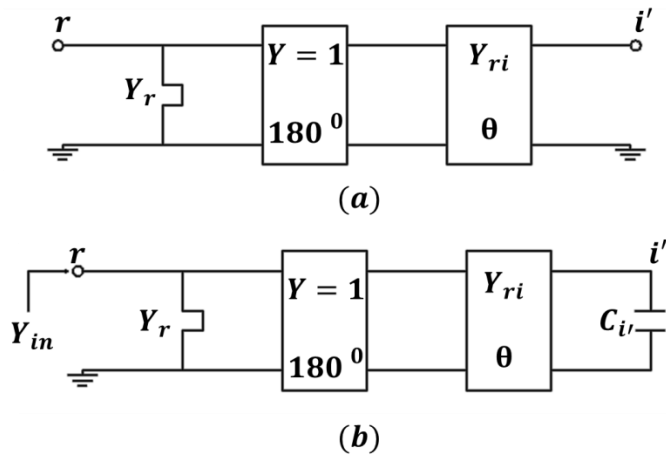 r
i′
Y_r
Y = 1
180 ⁰
Y_ri
θ
(a)
r
i′
Y_in
Y_r
Y = 1
180 ⁰
Y_ri
θ
C_i′
(b)